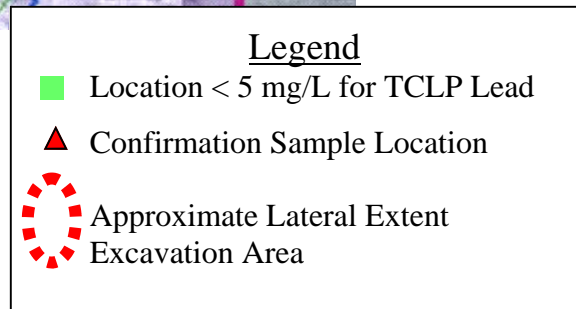 Legend
Location < 5 mg/L for TCLP Lead
Confirmation Sample Location
Approximate Lateral Extent
Excavation Area